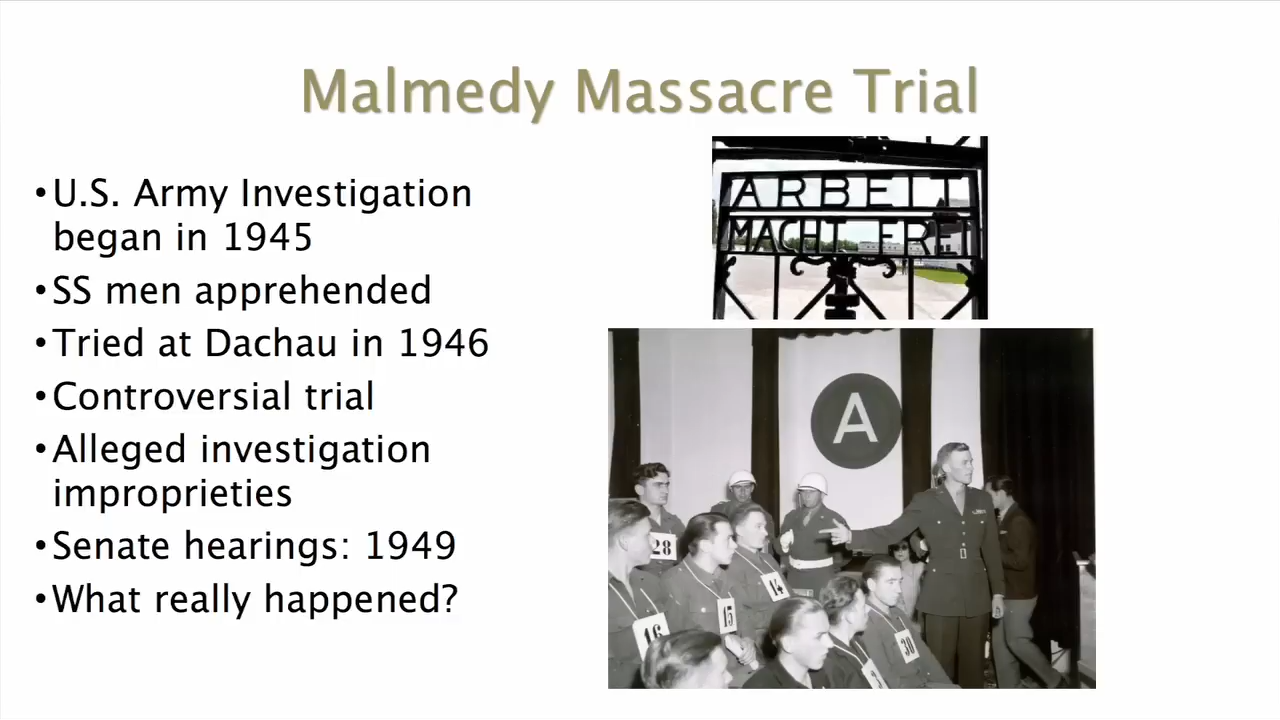 Malmedy Massacre Trial
•U.S. Army Investigation
began in 1945
•SS men apprehended
•Tried at Dachau in 1946
•Controversial trial
•Alleged investigation
improprieties
•Senate hearings: 1949
•What really happened?
ARBEIT
MACHT FREI
A
28
14
15
16
30